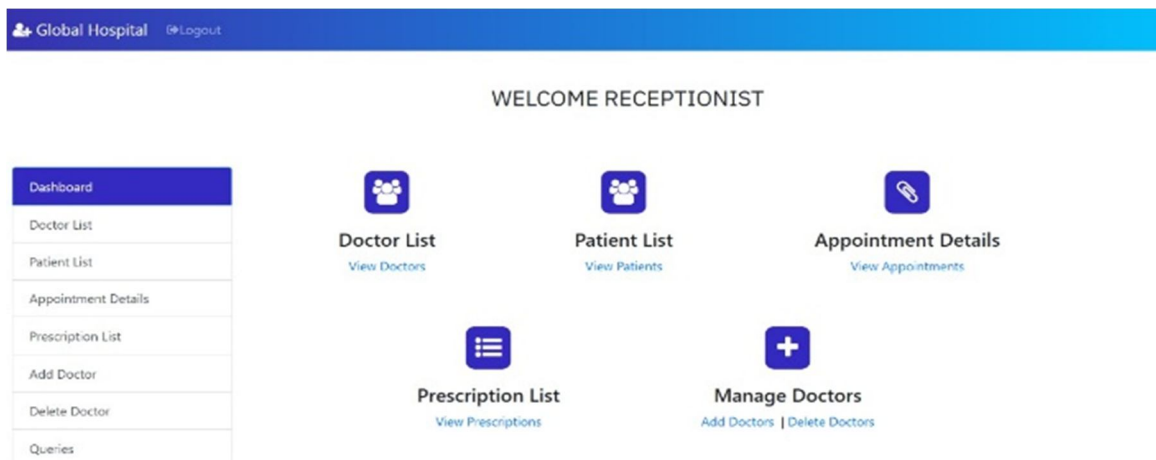 Global Hospital Logout
WELCOME RECEPTIONIST
Dashboard
Doctor List
Patient List
Appointment Details
Prescription List
Add Doctor
Delete Doctor
Queries
Doctor List
View Doctors
Patient List
View Patients
Appointment Details
View Appointments
Prescription List
View Prescriptions
Manage Doctors
Add Doctors | Delete Doctors